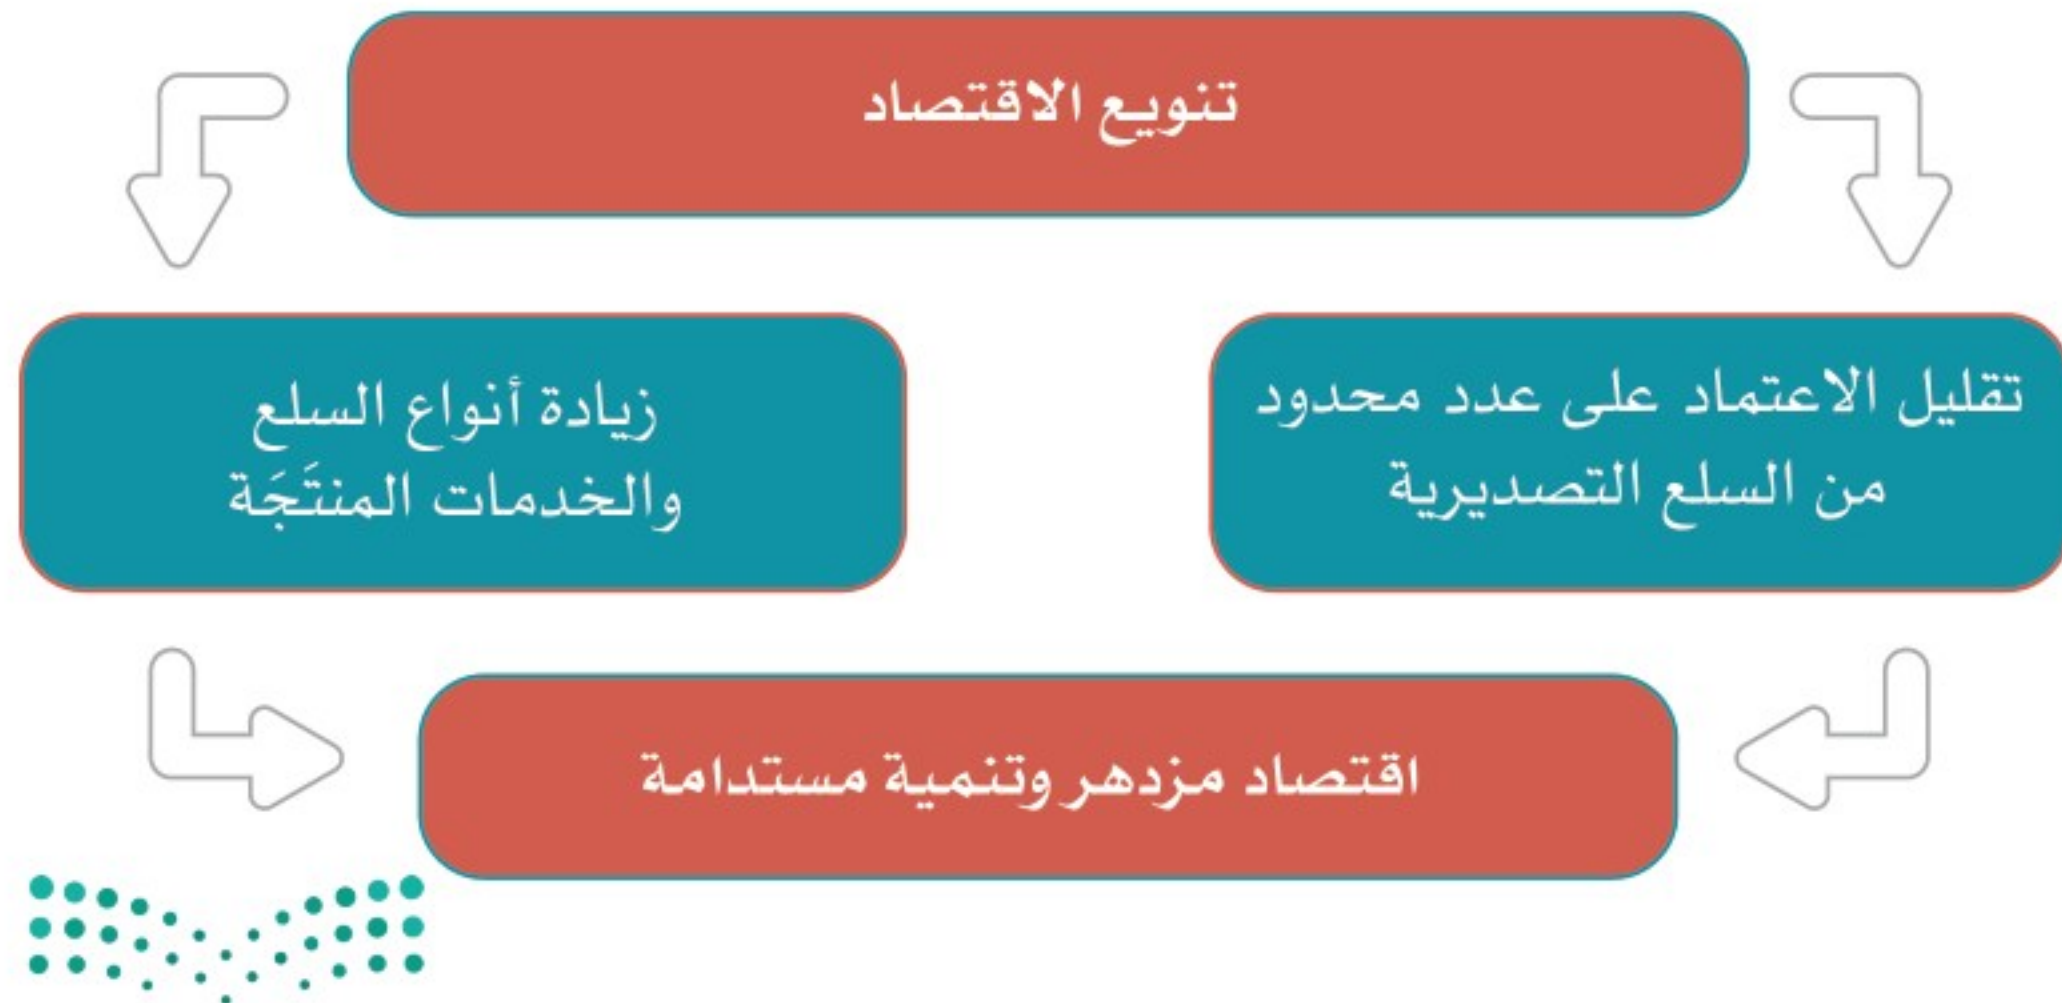 تنويع الاقتصاد
تقليل الاعتماد على عدد محدود
من السلع التصديرية
زيادة أنواع السلع
والخدمات المنتَجَة
اقتصاد مزدهر وتنمية مستدامة